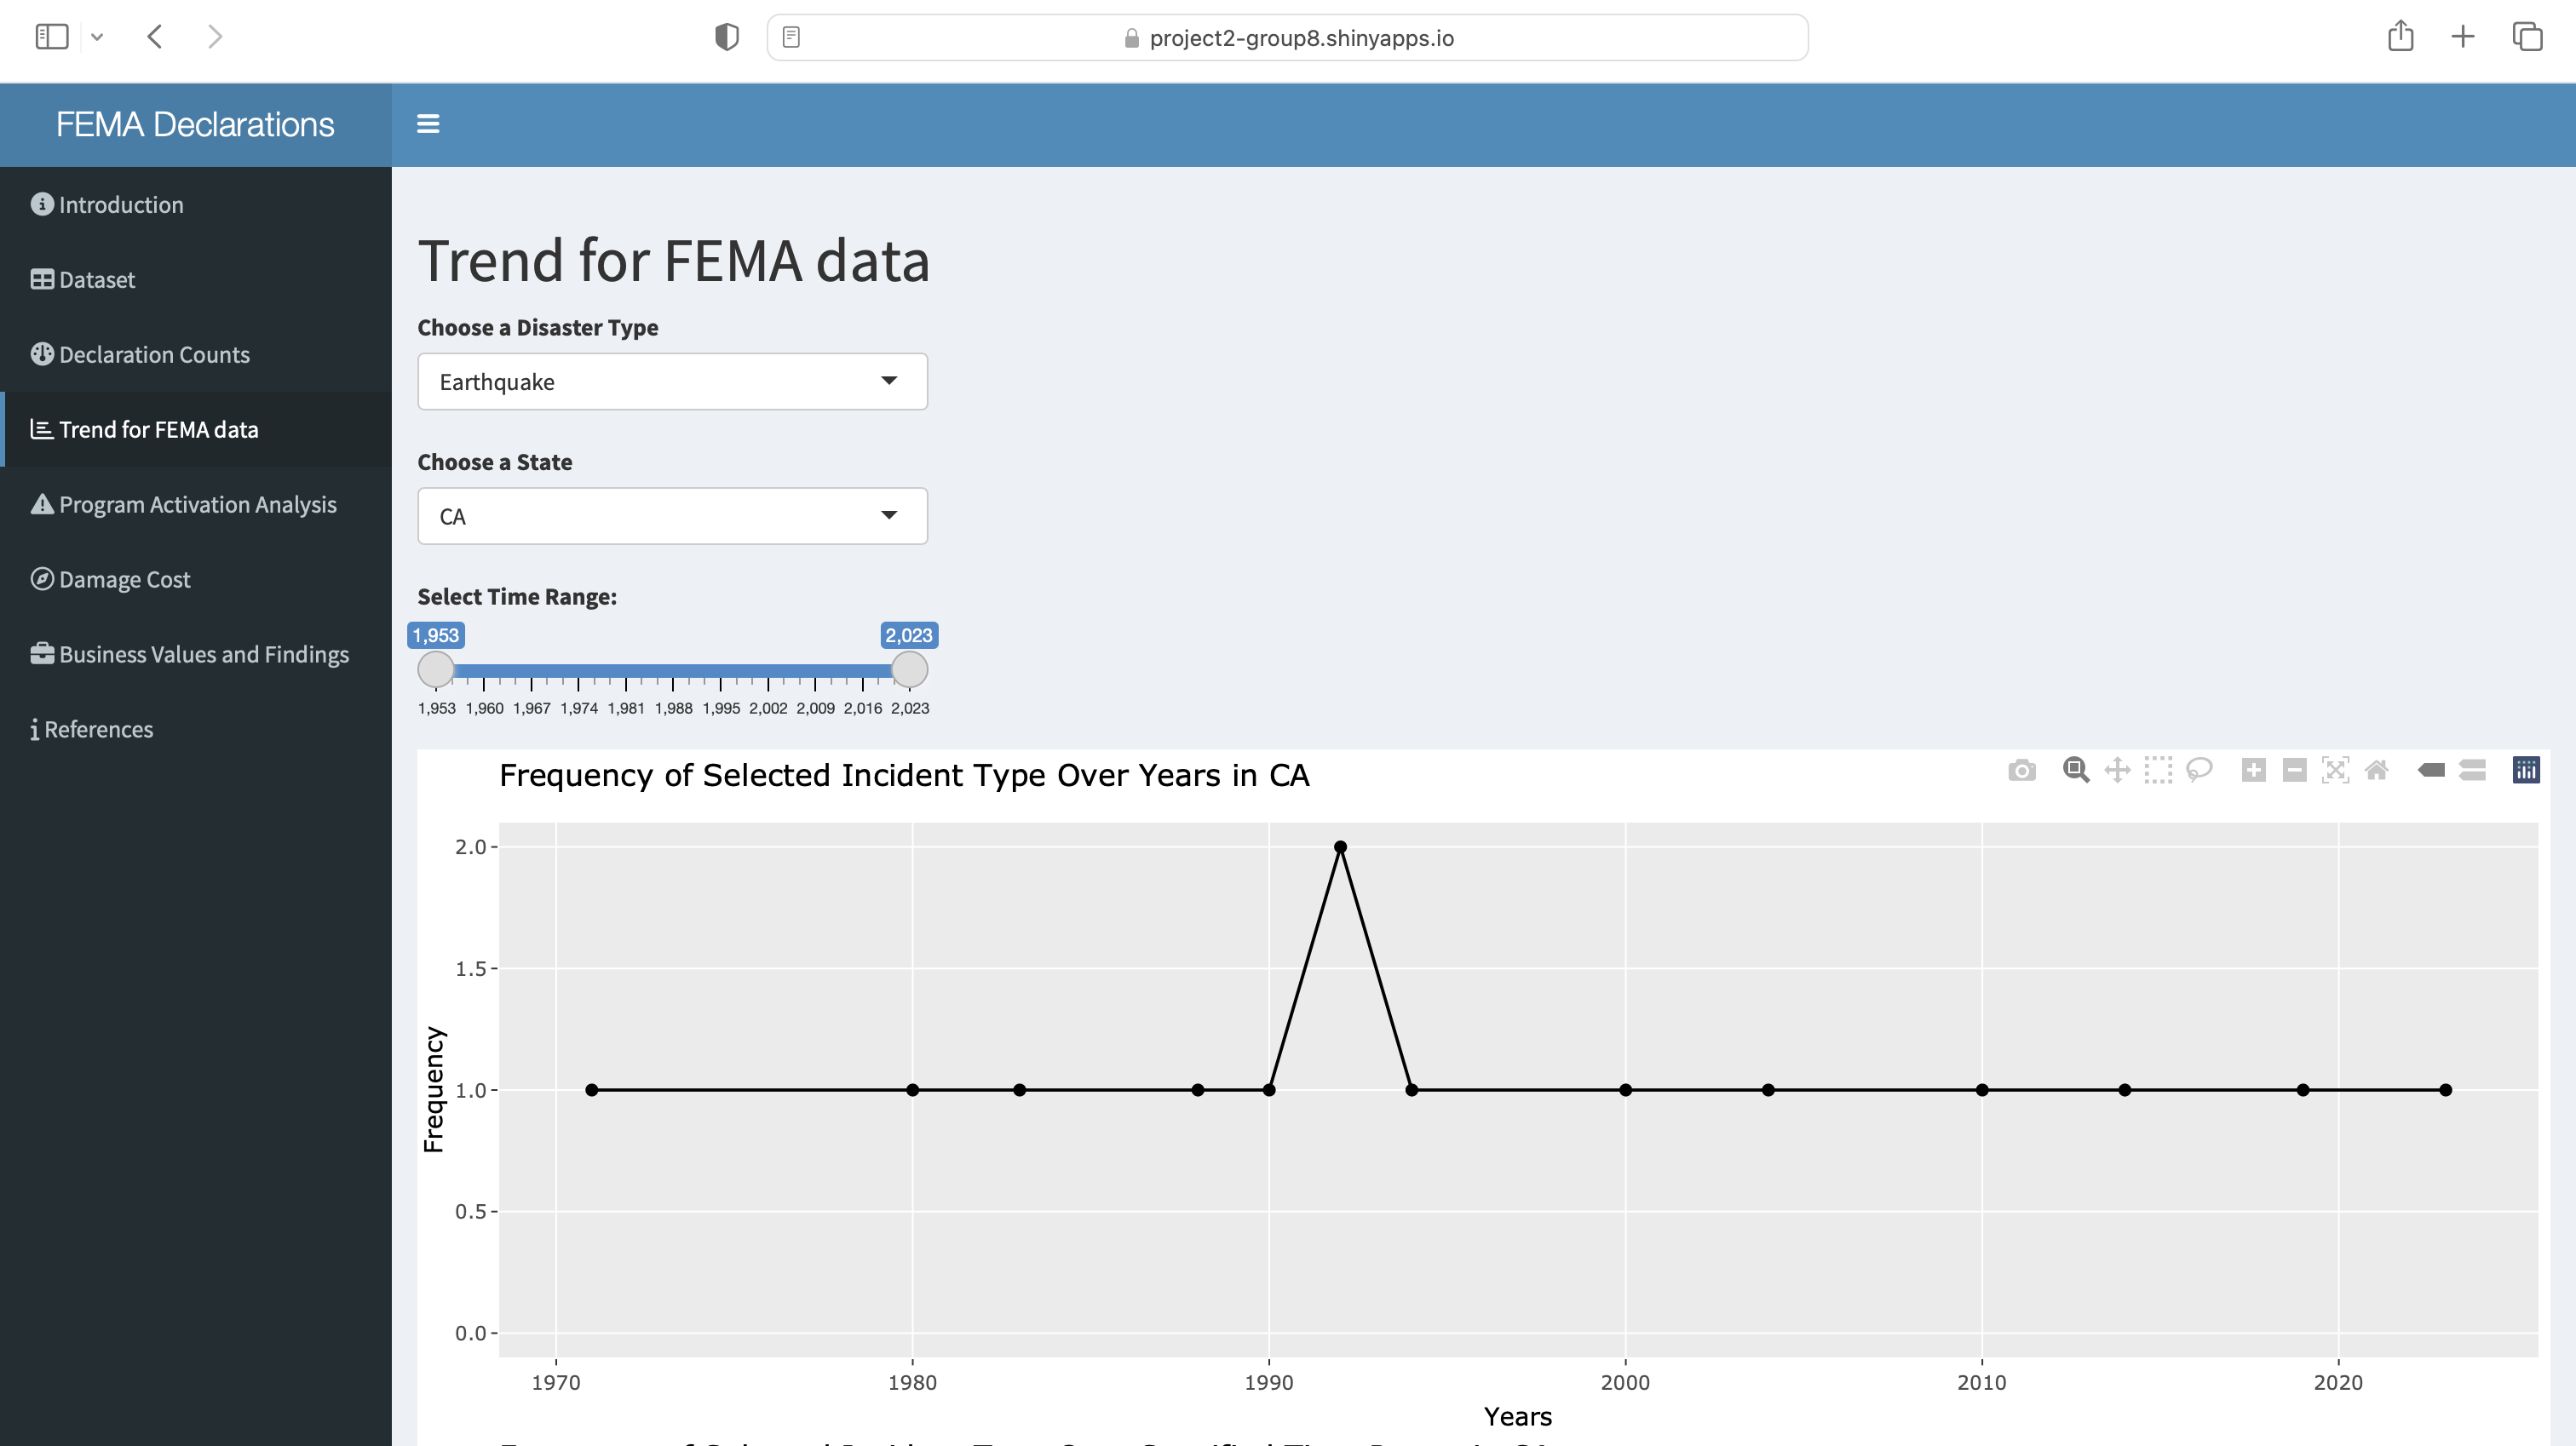 project2-group8.shinyapps.io
FEMA Declarations
Introduction
Dataset
Declaration Counts
Trend for FEMA data
Program Activation Analysis
Damage Cost
Business Values and Findings
References
Trend for FEMA data
Choose a Disaster Type
Earthquake
Choose a State
CA
Select Time Range:
1,953 2,023
1,953 1,960 1,967 1,974 1,981 1,988 1,995 2,002 2,009 2,016 2,023
Frequency of Selected Incident Type Over Years in CA
2.0
1.5
1.0
0.5
0.0
Frequency
1970 1980 1990 2000 2010 2020
Years